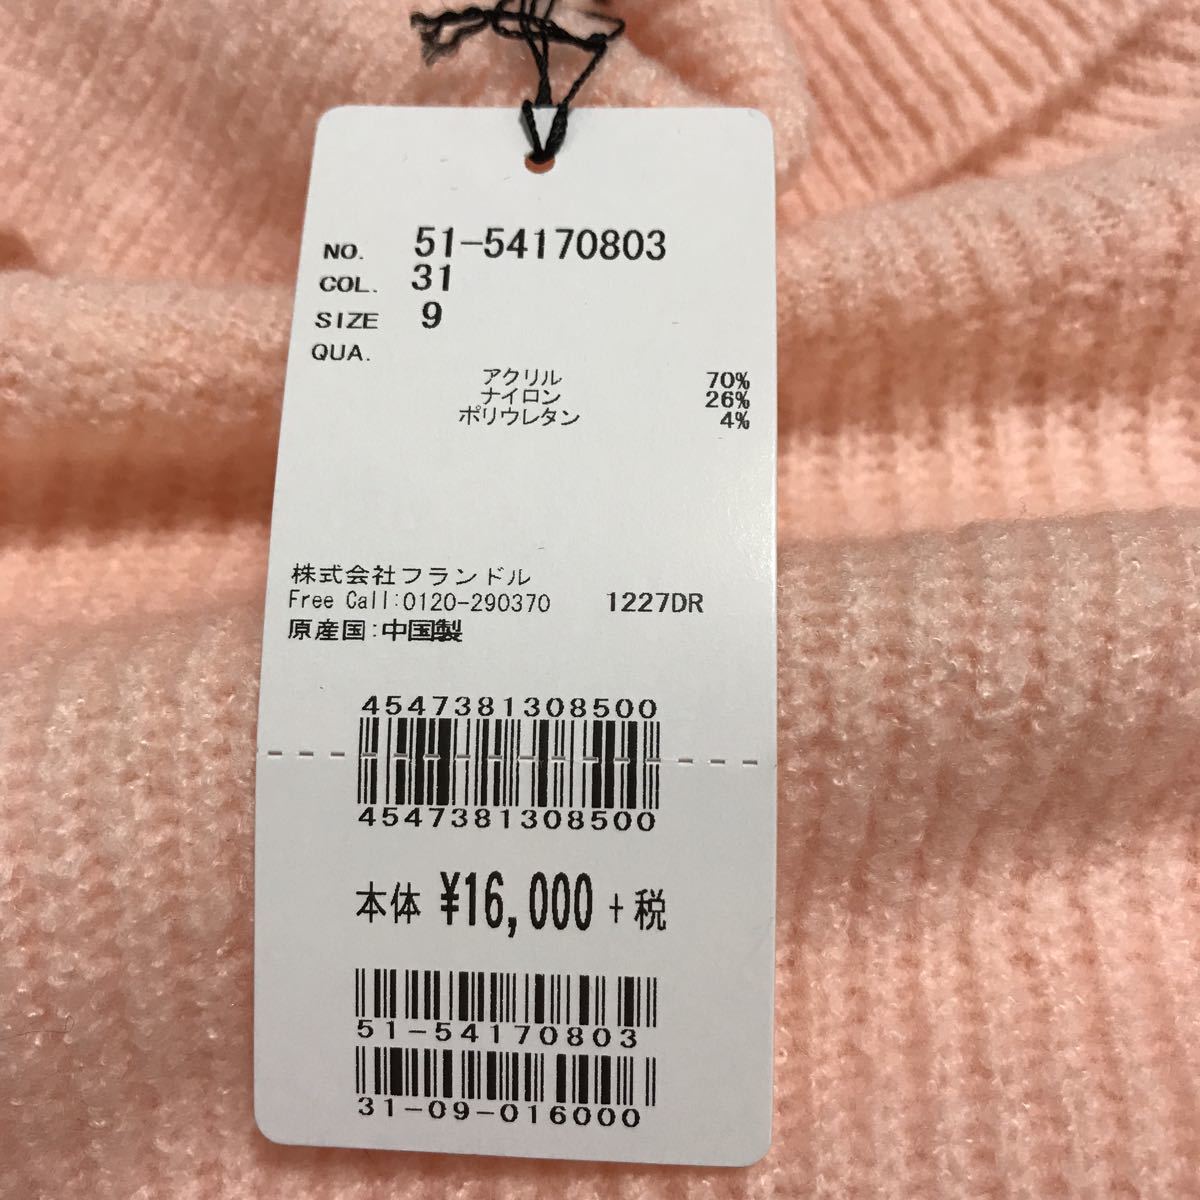 NO. 51-54170803
COL. 31
SIZE 9
QUA.
アクリル 70%
ナイロン 26%
ポリウレタン 4%
株式会社フランドル
Free Call:0120-290370 1227DR
原産国:中国製
4547381308500
4547381308500
本体 ¥16,000 +税
51-54170803
31-09-016000